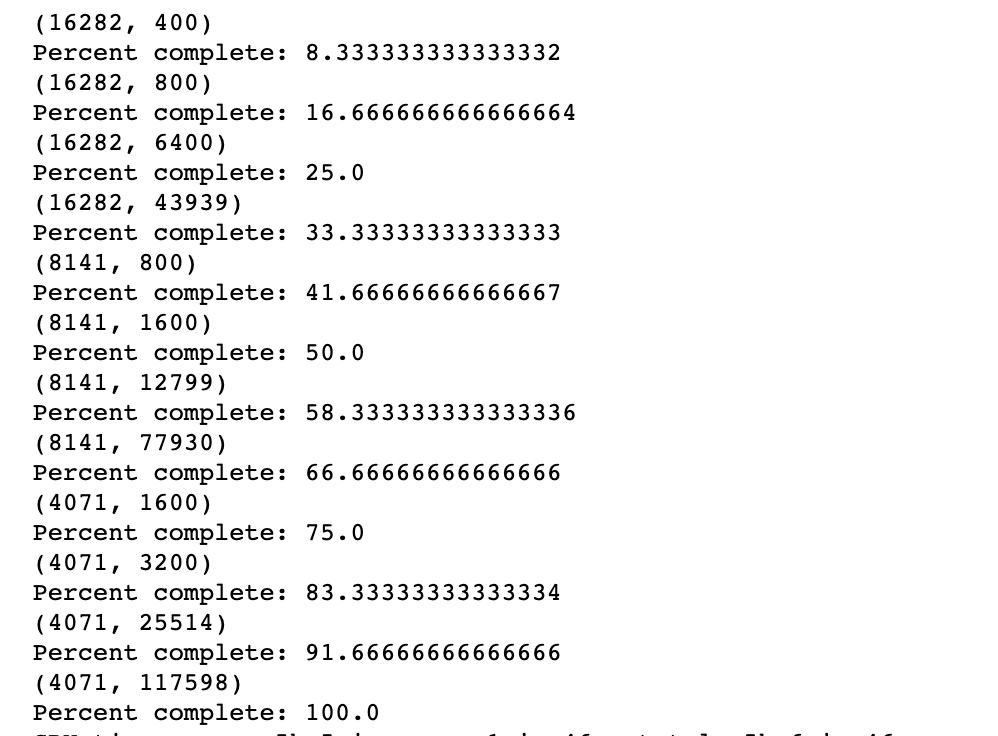 (16282, 400)
Percent complete: 8.333333333333332
(16282, 800)
Percent complete: 16.666666666666664
(16282, 6400)
Percent complete: 25.0
(16282, 43939)
Percent complete: 33.33333333333333
(8141, 800)
Percent complete: 41.66666666666667
(8141, 1600)
Percent complete: 50.0
(8141, 12799)
Percent complete: 58.333333333333336
(8141, 77930)
Percent complete: 66.66666666666666
(4071, 1600)
Percent complete: 75.0
(4071, 3200)
Percent complete: 83.33333333333334
(4071, 25514)
Percent complete: 91.66666666666666
(4071, 117598)
Percent complete: 100.0